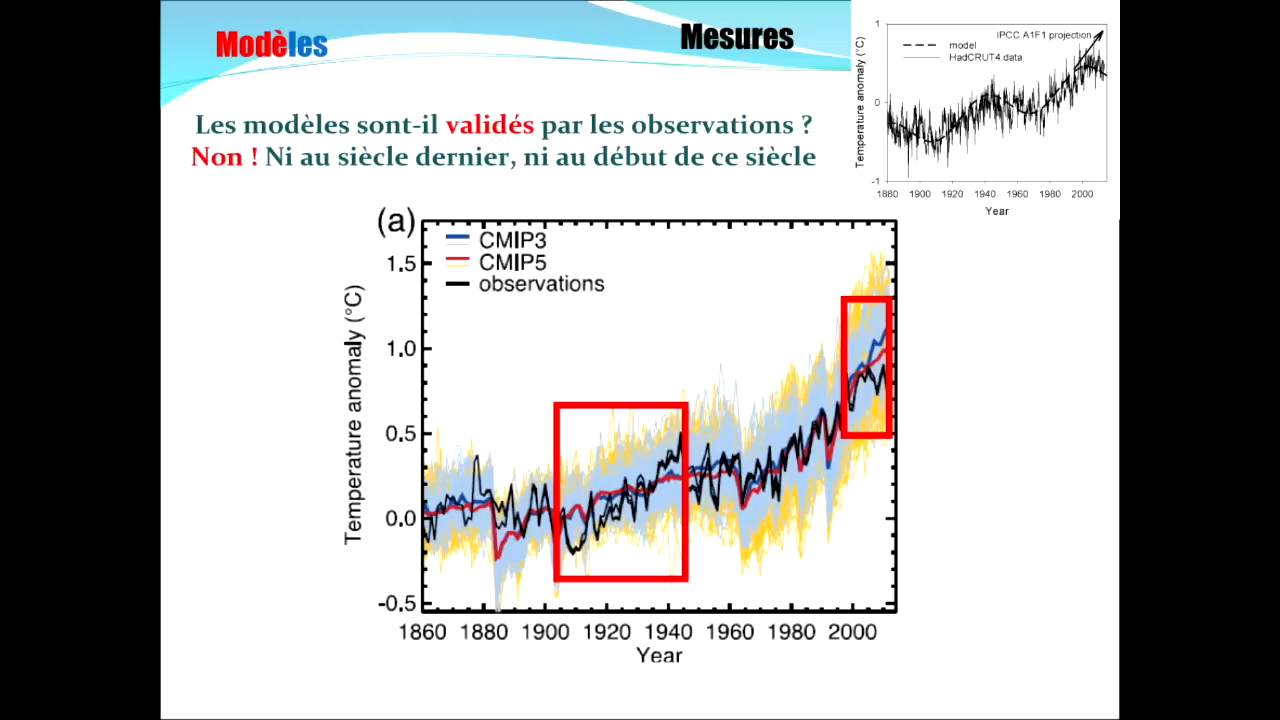 Modèles
Mesures
Les modèles sont-il validés par les observations ?
Non ! Ni au siècle dernier, ni au début de ce siècle
1
0
-1
Temperature anomaly (°C)
IPCC A1F1 projection
model
HadCRUT4 data
1880 1900 1920 1940 1960 1980 2000
Year
(a)
CMIP3
CMIP5
observations
1.5
1.0
0.5
0.0
-0.5
Temperature anomaly (°C)
1860 1880 1900 1920 1940 1960 1980 2000
Year